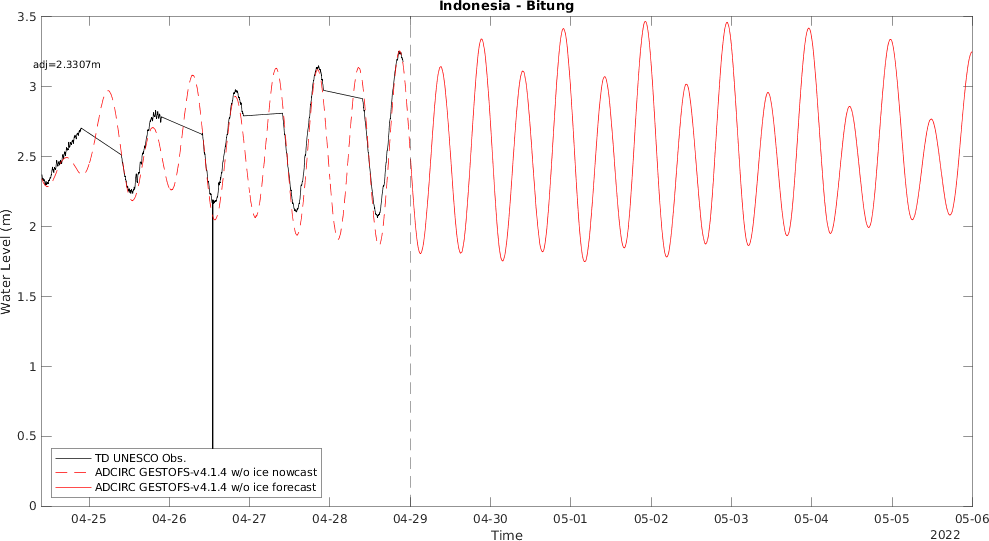 Indonesia - Bitung
adj=2.3307m
3.5
3
2.5
2
1.5
1
0.5
0
Water Level (m)
TD UNESCO Obs.
ADCIRC GESTOFS-v4.1.4 w/o ice nowcast
ADCIRC GESTOFS-v4.1.4 w/o ice forecast
04-25 04-26 04-27 04-28 04-29 04-30 05-01 05-02 05-03 05-04 05-05 05-06
Time
2022